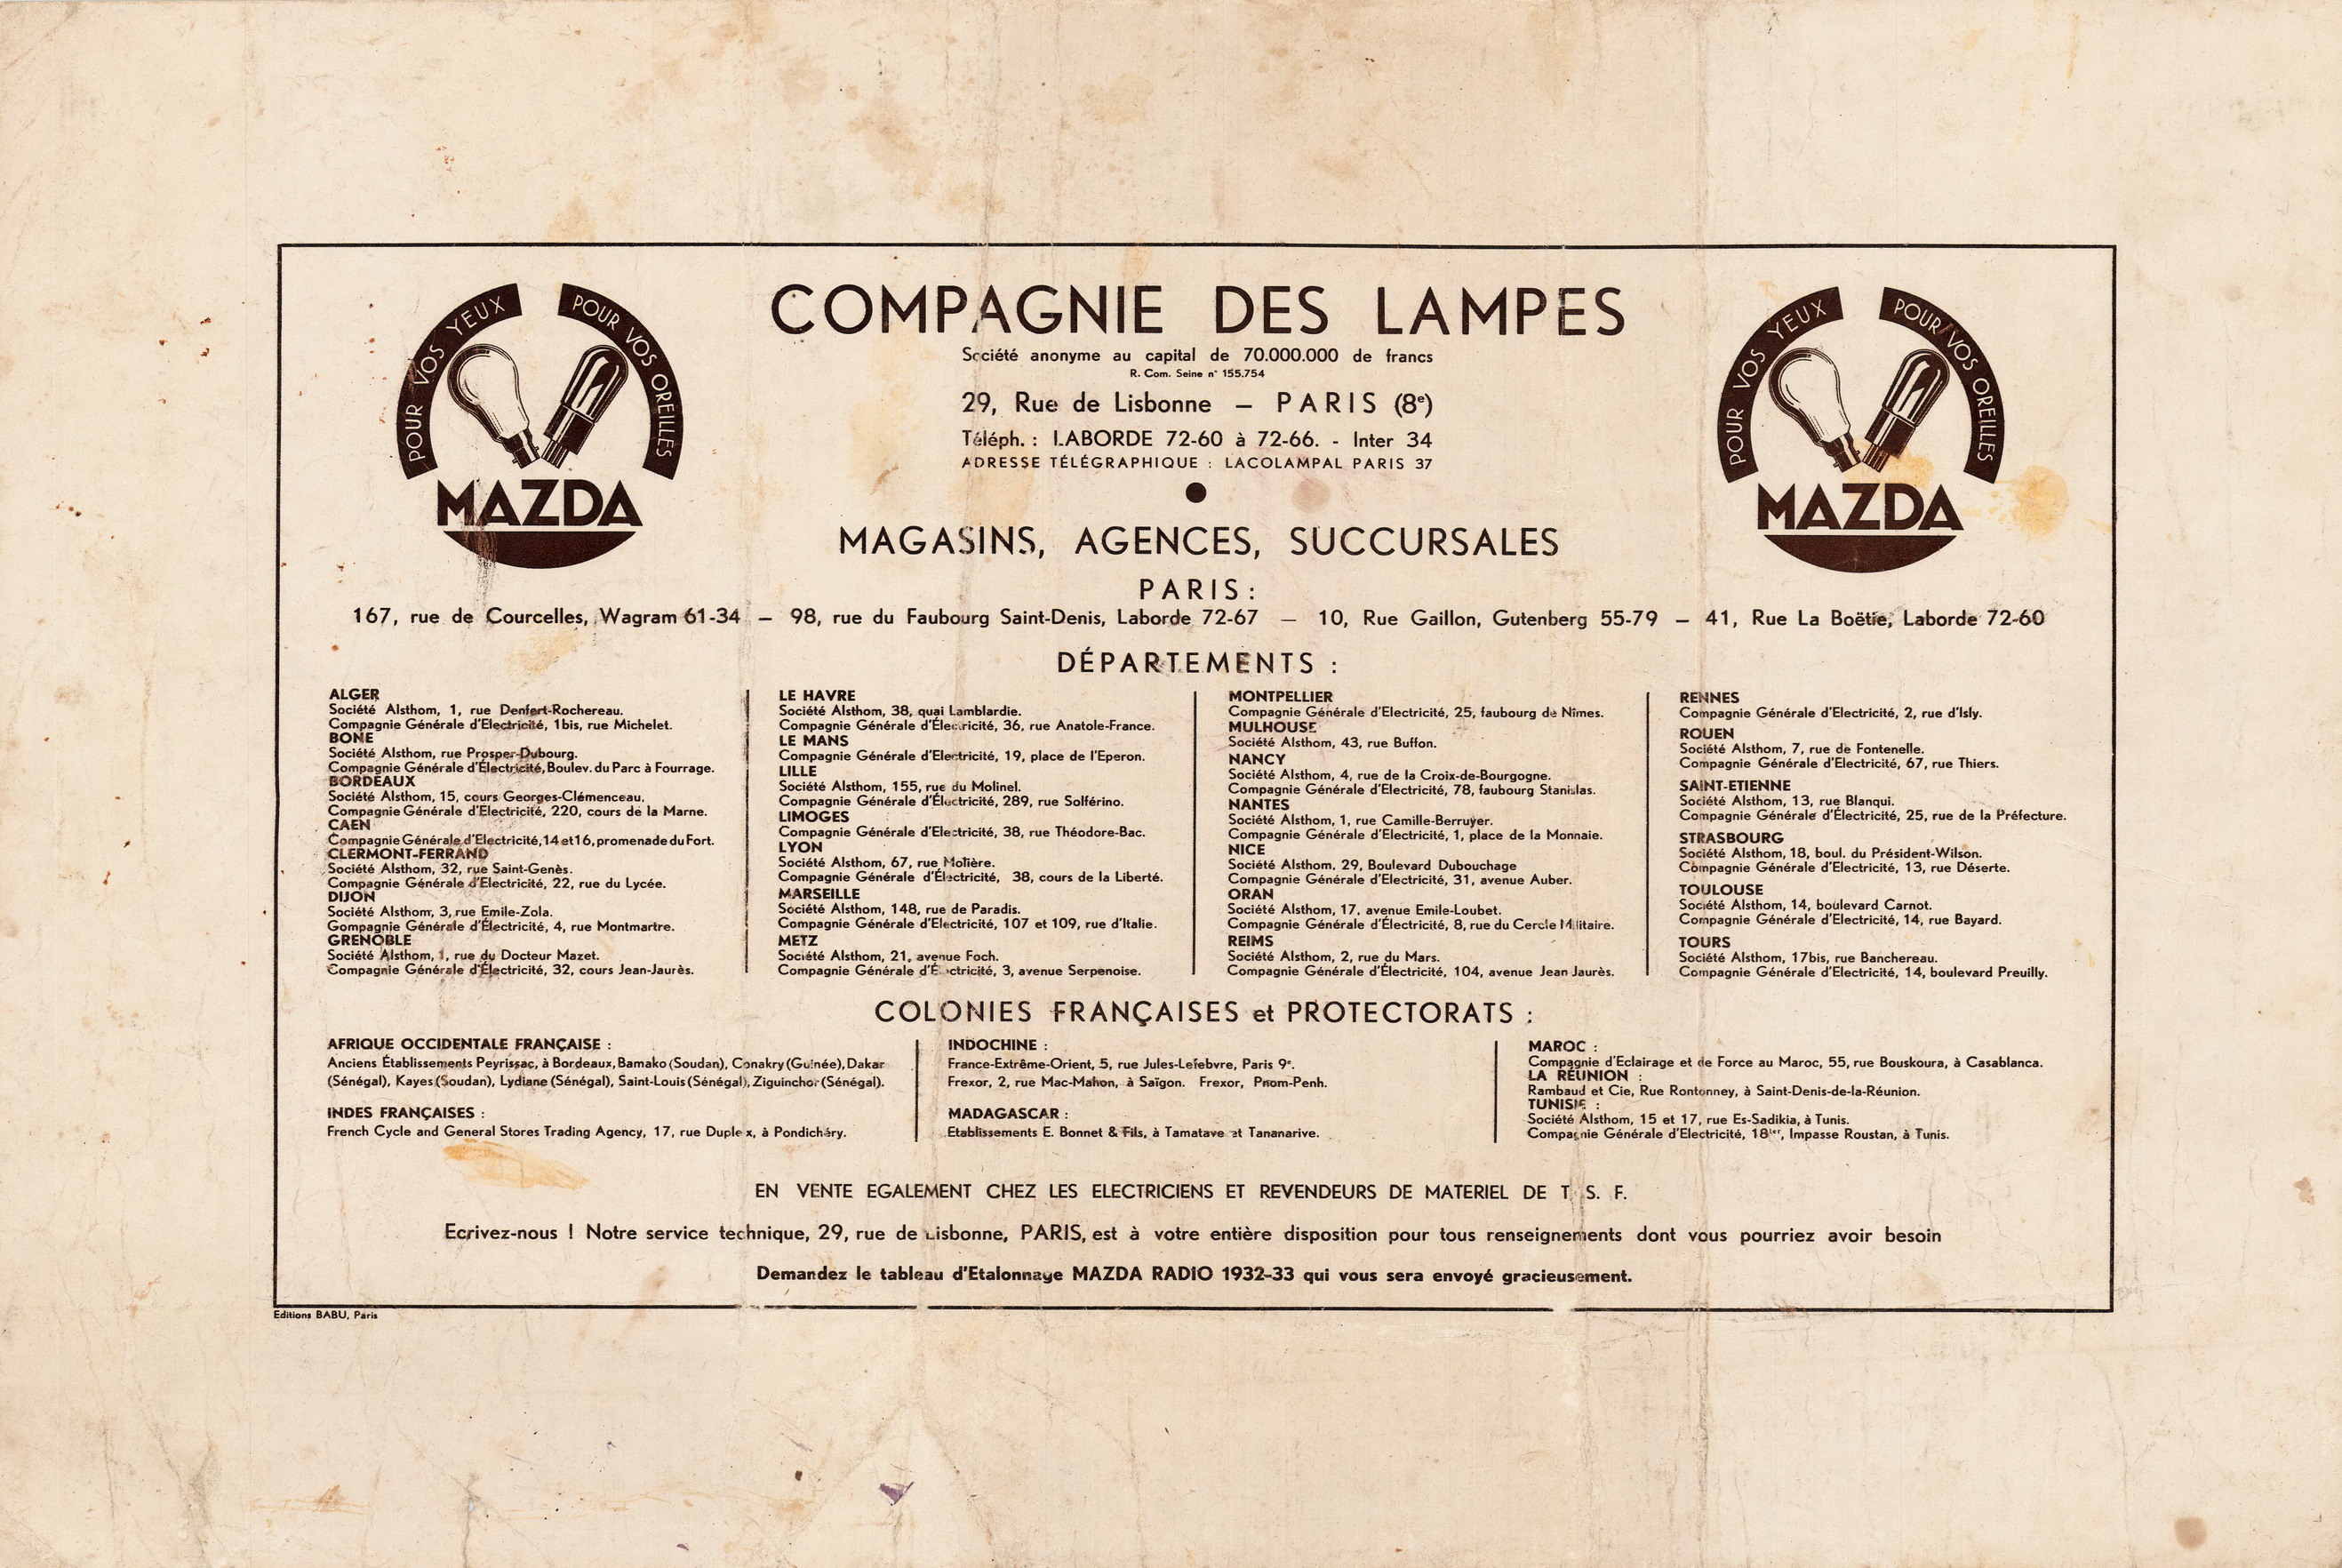 POUR VOS YEUX POUR VOS OREILLES
MAZDA
COMPAGNIE DES LAMPES
Société anonyme au capital de 70.000.000 de francs
R. Com. Seine n° 155.754
29, Rue de Lisbonne — PARIS (8e)
Téléph. : LABORDE 72-60 à 72-66. - Inter 34
ADRESSE TÉLÉGRAPHIQUE : LACOLAMPAL PARIS 37
POUR VOS YEUX POUR VOS OREILLES
MAZDA
MAGASINS, AGENCES, SUCCURSALES
PARIS :
167, rue de Courcelles, Wagram 61-34 — 98, rue du Faubourg Saint-Denis, Laborde 72-67 — 10, Rue Gaillon, Gutenberg 55-79 — 41, Rue La Boëtie, Laborde 72-60
DÉPARTEMENTS :
ALGER
Société Alsthom, 1, rue Denfert-Rochereau.
Compagnie Générale d'Electricité, 1bis, rue Michelet.
BONE
Société Alsthom, rue Prosper-Dubourg.
Compagnie Générale d'Électricité, Boulev. du Parc à Fourrage.
BORDEAUX
Société Alsthom, 15, cours Georges-Clémenceau.
Compagnie Générale d'Electricité, 220, cours de la Marne.
CAEN
Compagnie Générale d'Electricité, 14 et 16, promenade du Fort.
CLERMONT-FERRAND
Société Alsthom, 32, rue Saint-Genès.
Compagnie Générale d'Electricité, 22, rue du Lycée.
DIJON
Société Alsthom, 3, rue Emile-Zola.
Compagnie Générale d'Électricité, 4, rue Montmartre.
GRENOBLE
Société Alsthom, 1, rue du Docteur Mazet.
Compagnie Générale d'Électricité, 32, cours Jean-Jaurès.
LE HAVRE
Société Alsthom, 38, quai Lamblardie.
Compagnie Générale d'Électricité, 36, rue Anatole-France.
LE MANS
Compagnie Générale d'Electricité, 19, place de l'Eperon.
LILLE
Société Alsthom, 155, rue du Molinel.
Compagnie Générale d'Électricité, 289, rue Solférino.
LIMOGES
Compagnie Générale d'Electricité, 38, rue Théodore-Bac.
LYON
Société Alsthom, 67, rue Molière.
Compagnie Générale d'Électricité, 38, cours de la Liberté.
MARSEILLE
Société Alsthom, 148, rue de Paradis.
Compagnie Générale d'Electricité, 107 et 109, rue d'Italie.
METZ
Société Alsthom, 21, avenue Foch.
Compagnie Générale d'Électricité, 3, avenue Serpenoise.
MONTPELLIER
Compagnie Générale d'Electricité, 25, faubourg de Nîmes.
MULHOUSE
Société Alsthom, 43, rue Buffon.
NANCY
Société Alsthom, 4, rue de la Croix-de-Bourgogne.
Compagnie Générale d'Electricité, 78, faubourg Stanislas.
NANTES
Société Alsthom, 1, rue Camille-Berruyer.
Compagnie Générale d'Electricité, 1, place de la Monnaie.
NICE
Société Alsthom. 29, Boulevard Dubouchage
Compagnie Générale d'Electricité, 31, avenue Auber.
ORAN
Société Alsthom, 17, avenue Emile-Loubet.
Compagnie Générale d'Électricité, 8, rue du Cercle Militaire.
REIMS
Société Alsthom, 2, rue du Mars.
Compagnie Générale d'Électricité, 104, avenue Jean Jaurès.
RENNES
Compagnie Générale d'Electricité, 2, rue d'Isly.
ROUEN
Société Alsthom, 7, rue de Fontenelle.
Compagnie Générale d'Electricité, 67, rue Thiers.
SAINT-ETIENNE
Société Alsthom, 13, rue Blanqui.
Compagnie Générale d'Électricité, 25, rue de la Préfecture.
STRASBOURG
Société Alsthom, 18, boul. du Président-Wilson.
Compagnie Générale d'Electricité, 13, rue Déserte.
TOULOUSE
Société Alsthom, 14, boulevard Carnot.
Compagnie Générale d'Electricité, 14, rue Bayard.
TOURS
Société Alsthom, 17bis, rue Banchereau.
Compagnie Générale d'Electricité, 14, boulevard Preuilly.
COLONIES FRANÇAISES et PROTECTORATS :
AFRIQUE OCCIDENTALE FRANÇAISE :
Anciens Établissements Peyrissac, à Bordeaux, Bamako (Soudan), Conakry (Guinée), Dakar
(Sénégal), Kayes (Soudan), Lydiane (Sénégal), Saint-Louis (Sénégal), Ziguinchor (Sénégal).
INDES FRANÇAISES :
French Cycle and General Stores Trading Agency, 17, rue Dupleix, à Pondichéry.
INDOCHINE :
France-Extrême-Orient, 5, rue Jules-Lefebvre, Paris 9e.
Frexor, 2, rue Mac-Mahon, à Saïgon. Frexor, Pnom-Penh.
MADAGASCAR :
Etablissements E. Bonnet & Fils, à Tamatave et Tananarive.
MAROC :
Compagnie d'Eclairage et de Force au Maroc, 55, rue Bouskoura, à Casablanca.
LA RÉUNION :
Rambaud et Cie, Rue Rontonney, à Saint-Denis-de-la-Réunion.
TUNISIE :
Société Alsthom, 15 et 17, rue Es-Sadikia, à Tunis.
Compagnie Générale d'Electricité, 18ter, Impasse Roustan, à Tunis.
EN VENTE EGALEMENT CHEZ LES ELECTRICIENS ET REVENDEURS DE MATERIEL DE T. S. F.
Ecrivez-nous ! Notre service technique, 29, rue de Lisbonne, PARIS, est à votre entière disposition pour tous renseignements dont vous pourriez avoir besoin
Demandez le tableau d'Etalonnage MAZDA RADIO 1932-33 qui vous sera envoyé gracieusement.
Editions BABU, Paris